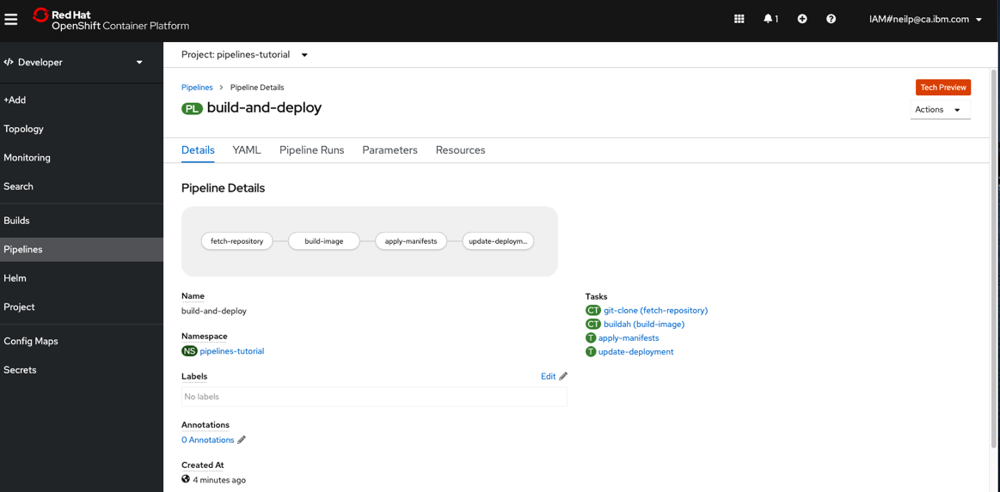 Red Hat
OpenShift Container Platform
1
IAM#neilp@ca.ibm.com
Developer
+Add
Topology
Monitoring
Search
Builds
Pipelines
Helm
Project
Config Maps
Secrets
Project: pipelines-tutorial
Pipelines > Pipeline Details
Tech Preview
PL build-and-deploy
Actions
Details YAML Pipeline Runs Parameters Resources
Pipeline Details
fetch-repository build-image apply-manifests update-deploym...
Name
build-and-deploy
Namespace
NS pipelines-tutorial
Labels Edit
No labels
Annotations
0 Annotations
Created At
4 minutes ago
Tasks
CT git-clone (fetch-repository)
CT buildah (build-image)
T apply-manifests
T update-deployment